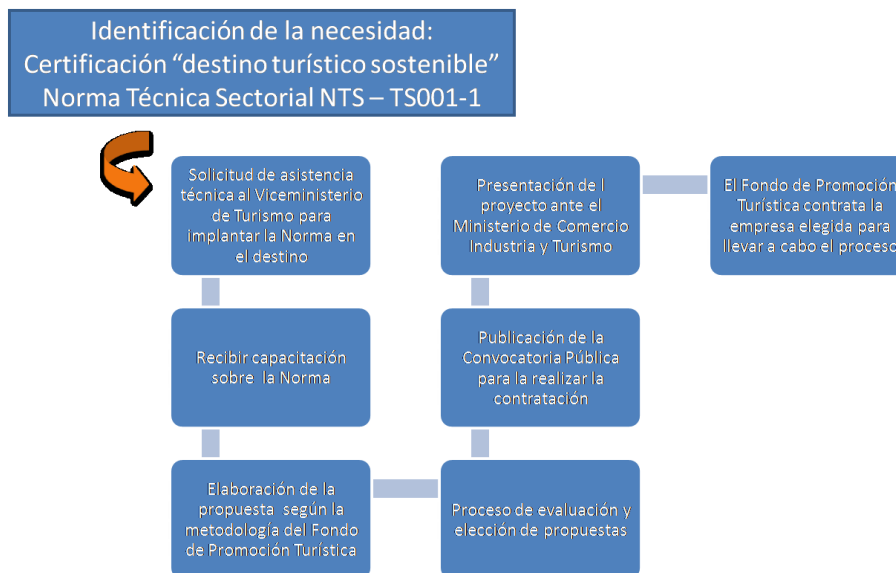 Identificación de la necesidad:
Certificación “destino turístico sostenible”
Norma Técnica Sectorial NTS – TS001-1
Solicitud de asistencia
técnica al Viceministerio
de Turismo para
implantar la Norma en
el destino
Recibir capacitación
sobre la Norma
Elaboración de la
propuesta según la
metodología del Fondo
de Promoción Turística
Proceso de evaluación y
elección de propuestas
Publicación de la
Convocatoria Pública
para la realizar la
contratación
Presentación de l
proyecto ante el
Ministerio de Comercio
Industria y Turismo
El Fondo de Promoción
Turística contrata la
empresa elegida para
llevar a cabo el proceso